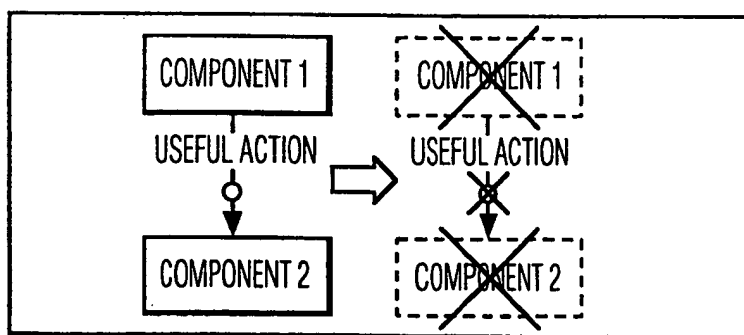 COMPONENT 1
USEFUL ACTION
COMPONENT 2
COMPONENT 1
USEFUL ACTION
COMPONENT 2